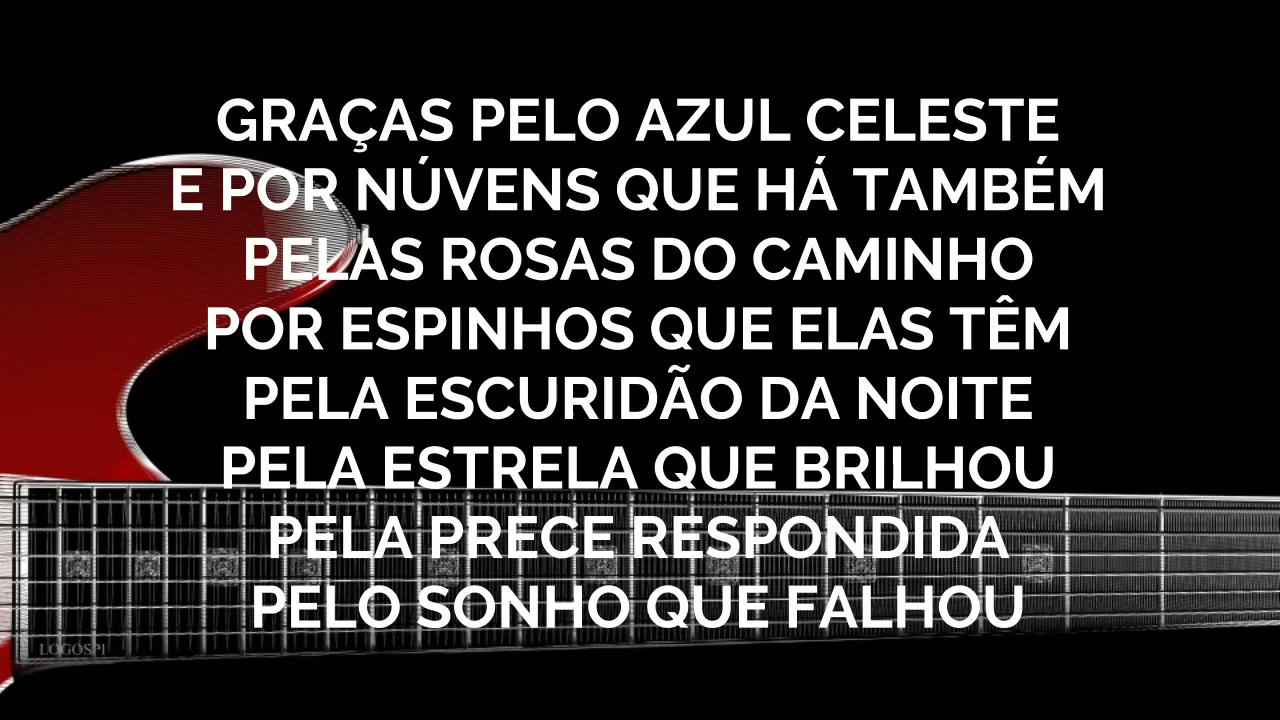 GRAÇAS PELO AZUL CELESTE
E POR NÚVENS QUE HÁ TAMBÉM
PELAS ROSAS DO CAMINHO
POR ESPINHOS QUE ELAS TÊM
PELA ESCURIDÃO DA NOITE
PELA ESTRELA QUE BRILHOU
PELA PRECE RESPONDIDA
PELO SONHO QUE FALHOU
LOGOSPI